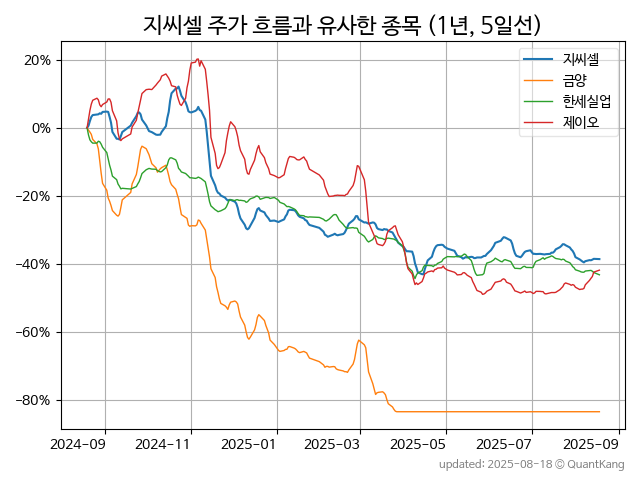 지씨셀 주가 흐름과 유사한 종목 (1년, 5일선)
지씨셀
금양
한세실업
제이오
20%
0%
−20%
−40%
−60%
−80%
2024-09 2024-11 2025-01 2025-03 2025-05 2025-07 2025-09
updated: 2025-08-18 © QuantKang